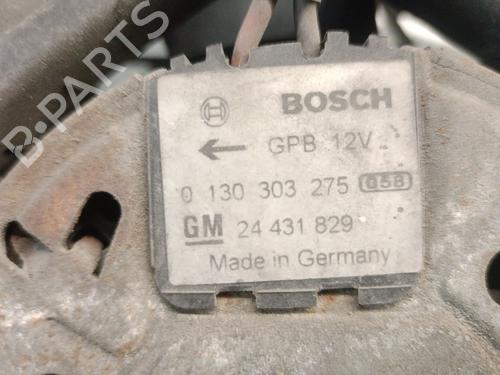 B-PARTS
BOSCH
← GPB 12V
0 130 303 275 058
GM 24 431 829
Made in Germany